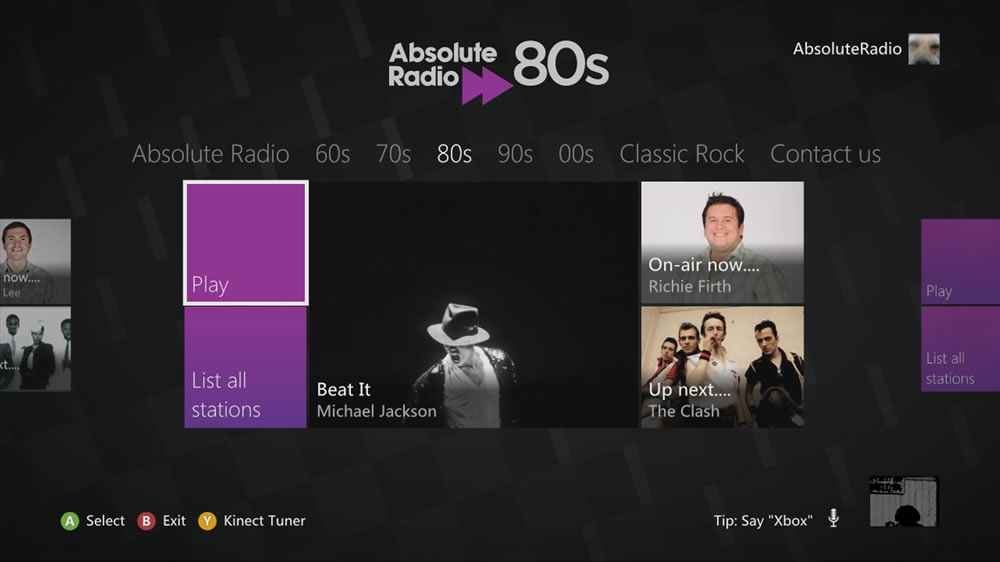 Absolute
Radio
80s
AbsoluteRadio
Absolute Radio 60s 70s 80s 90s 00s Classic Rock Contact us
Play
List all
stations
Beat It
Michael Jackson
On-air now....
Richie Firth
Up next....
The Clash
now....
Lee
xt....
Play
List all
stations
A Select B Exit Y Kinect Tuner
Tip: Say "Xbox"